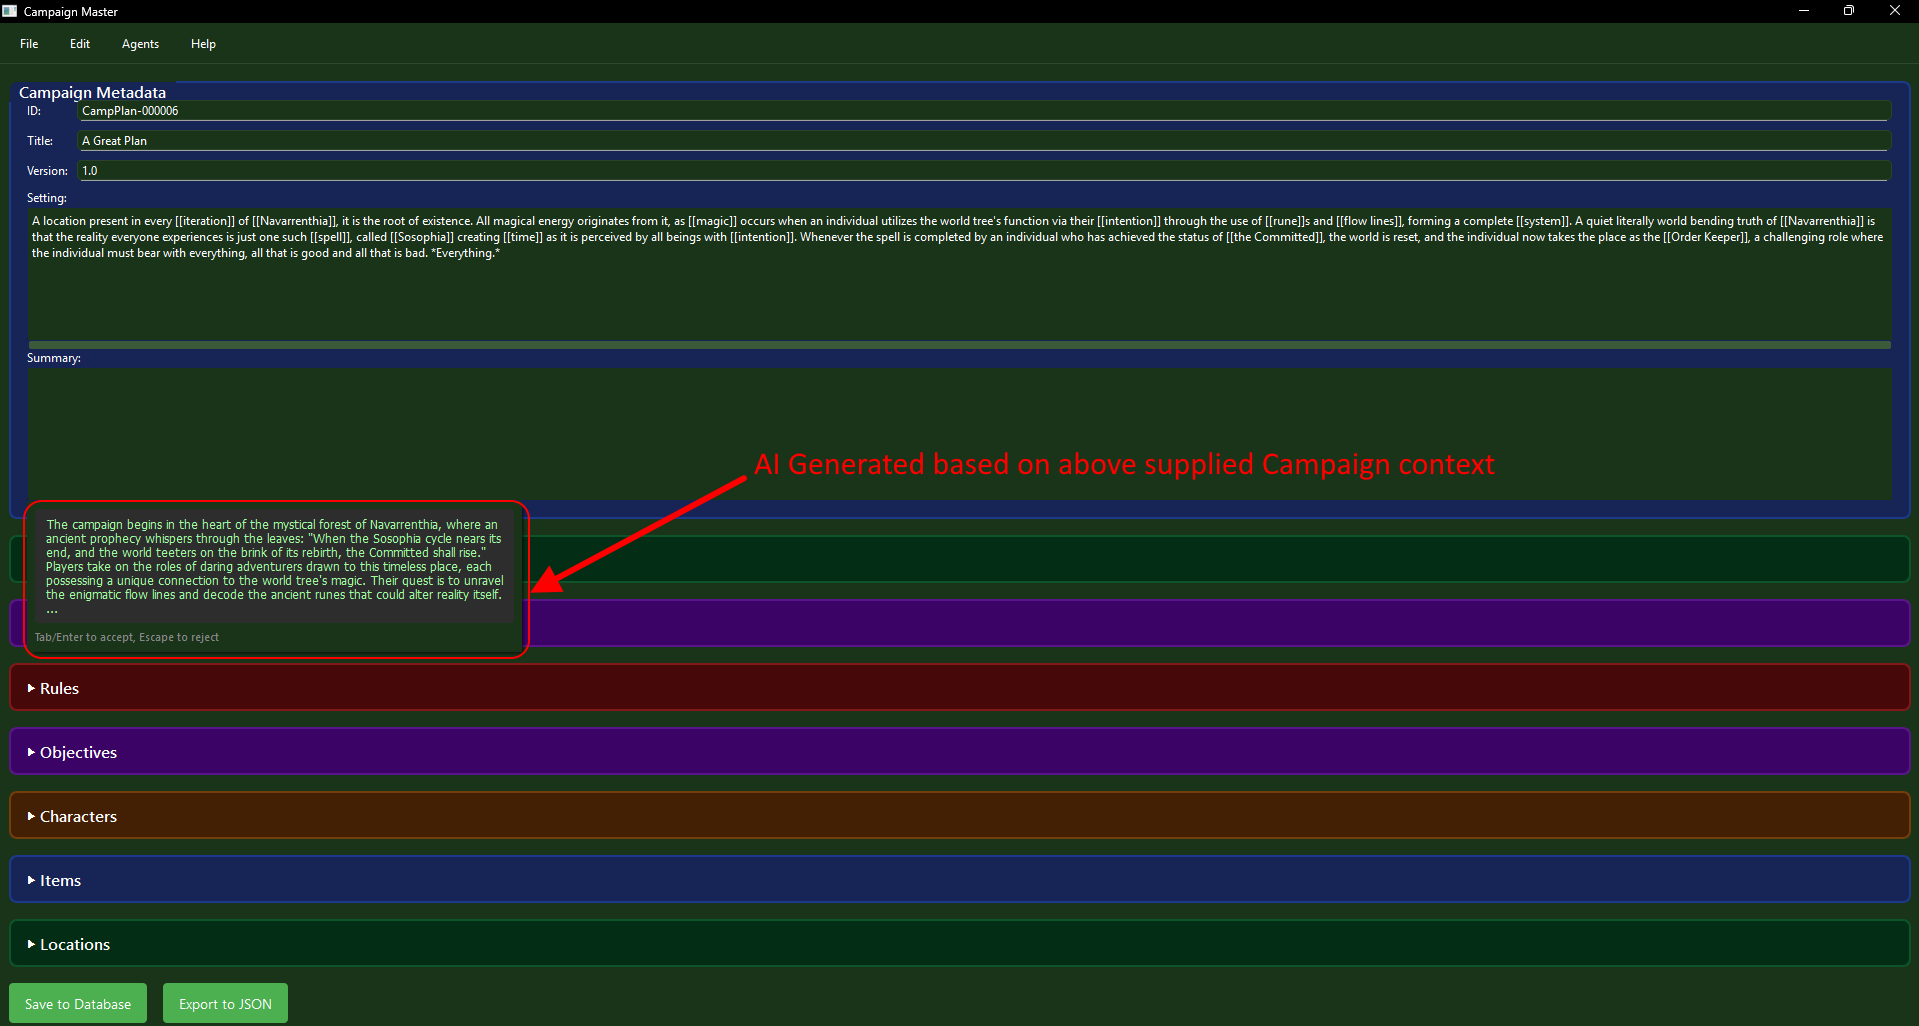 Campaign Master
File Edit Agents Help
Campaign Metadata
ID: CampPlan-000006
Title: A Great Plan
Version: 1.0
Setting:
A location present in every [[iteration]] of [[Navarrenthia]], it is the root of existence. All magical energy originates from it, as [[magic]] occurs when an individual utilizes the world tree's function via their [[intention]] through the use of [[rune]]s and [[flow lines]], forming a complete [[system]]. A quiet literally world bending truth of [[Navarrenthia]] is
that the reality everyone experiences is just one such [[spell]], called [[Sosophia]] creating [[time]] as it is perceived by all beings with [[intention]]. Whenever the spell is completed by an individual who has achieved the status of [[the Committed]], the world is reset, and the individual now takes the place as the [[Order Keeper]], a challenging role where
the individual must bear with everything, all that is good and all that is bad. *Everything.*
Summary:
AI Generated based on above supplied Campaign context
The campaign begins in the heart of the mystical forest of Navarrenthia, where an
ancient prophecy whispers through the leaves: "When the Sosophia cycle nears its
end, and the world teeters on the brink of its rebirth, the Committed shall rise."
Players take on the roles of daring adventurers drawn to this timeless place, each
possessing a unique connection to the world tree's magic. Their quest is to unravel
the enigmatic flow lines and decode the ancient runes that could alter reality itself.
...
Tab/Enter to accept, Escape to reject
Rules
Objectives
Characters
Items
Locations
Save to Database Export to JSON